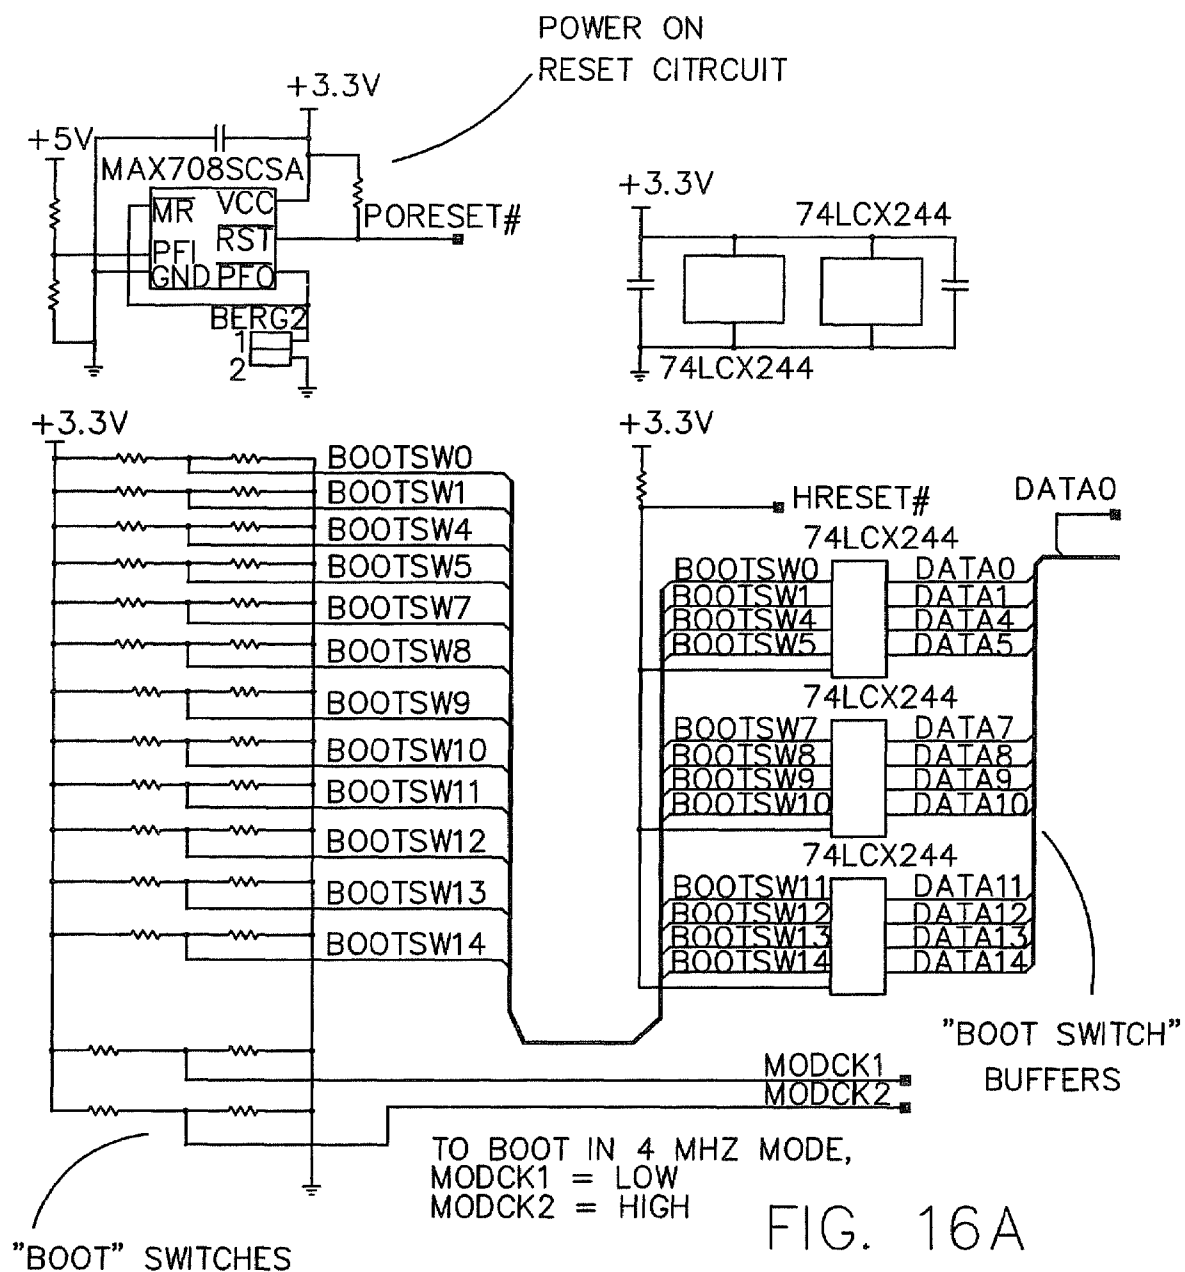 POWER ON
RESET CITRCUIT
+3.3V
+5V
MAX708SCSA
MR VCC
RST
PFI
GND PFO
PORESET#
BERG2
1
2
+3.3V
74LCX244
74LCX244
+3.3V
BOOTSW0
BOOTSW1
BOOTSW4
BOOTSW5
BOOTSW7
BOOTSW8
BOOTSW9
BOOTSW10
BOOTSW11
BOOTSW12
BOOTSW13
BOOTSW14
+3.3V
HRESET#
DATA0
74LCX244
BOOTSW0 DATA0
BOOTSW1 DATA1
BOOTSW4 DATA4
BOOTSW5 DATA5
74LCX244
BOOTSW7 DATA7
BOOTSW8 DATA8
BOOTSW9 DATA9
BOOTSW10 DATA10
74LCX244
BOOTSW11 DATA11
BOOTSW12 DATA12
BOOTSW13 DATA13
BOOTSW14 DATA14
"BOOT SWITCH"
BUFFERS
MODCK1
MODCK2
TO BOOT IN 4 MHZ MODE,
MODCK1 = LOW
MODCK2 = HIGH
"BOOT" SWITCHES
FIG. 16A